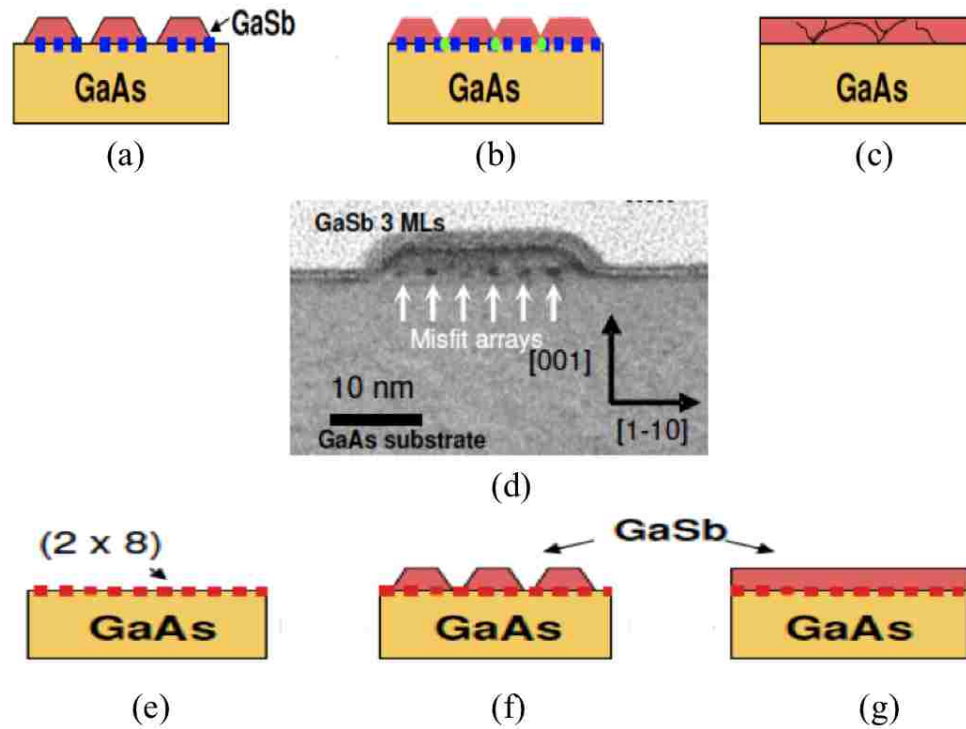 GaSb
GaAs
GaAs
GaAs
(a)
(b)
(c)
GaSb 3 MLs
Misfit arrays
[001]
10 nm
[1-10]
GaAs substrate
(d)
(2 x 8)
GaSb
GaAs
GaAs
GaAs
(e)
(f)
(g)